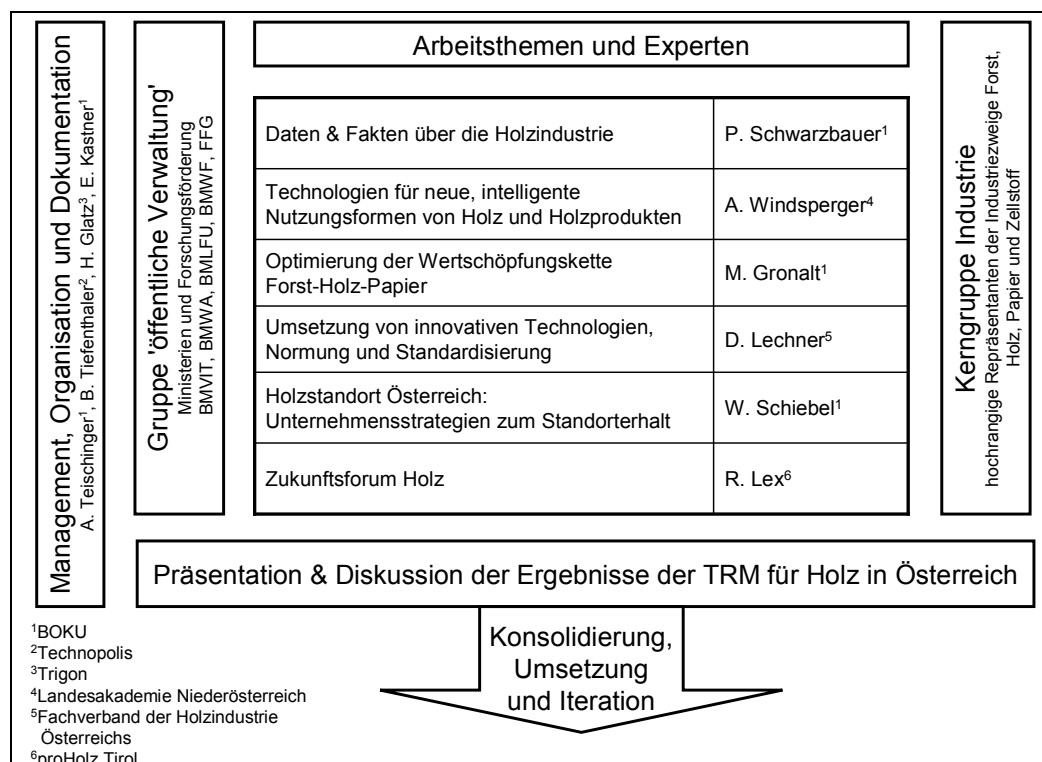 Management, Organisation und Dokumentation
A. Teischinger¹, B. Tiefenthaler², H. Glatz³, E. Kastner¹
Gruppe 'öffentliche Verwaltung'
Ministerien und Forschungsförderung
BMVIT, BMWA, BMLFU, BMWF, FFG
Arbeitsthemen und Experten
Daten & Fakten über die Holzindustrie
P. Schwarzbauer¹
Technologien für neue, intelligente
Nutzungsformen von Holz und Holzprodukten
A. Windsperger⁴
Optimierung der Wertschöpfungskette
Forst-Holz-Papier
M. Gronalt¹
Umsetzung von innovativen Technologien,
Normung und Standardisierung
D. Lechner⁵
Holzstandort Österreich:
Unternehmensstrategien zum Standorterhalt
W. Schiebel¹
Zukunftsforum Holz
R. Lex⁶
Kerngruppe Industrie
hochrangige Repräsentanten der Industriezweige Forst,
Holz, Papier und Zellstoff
Präsentation & Diskussion der Ergebnisse der TRM für Holz in Österreich
Konsolidierung,
Umsetzung
und Iteration
¹BOKU
²Technopolis
³Trigon
⁴Landesakademie Niederösterreich
⁵Fachverband der Holzindustrie
Österreichs
⁶proHolz Tirol